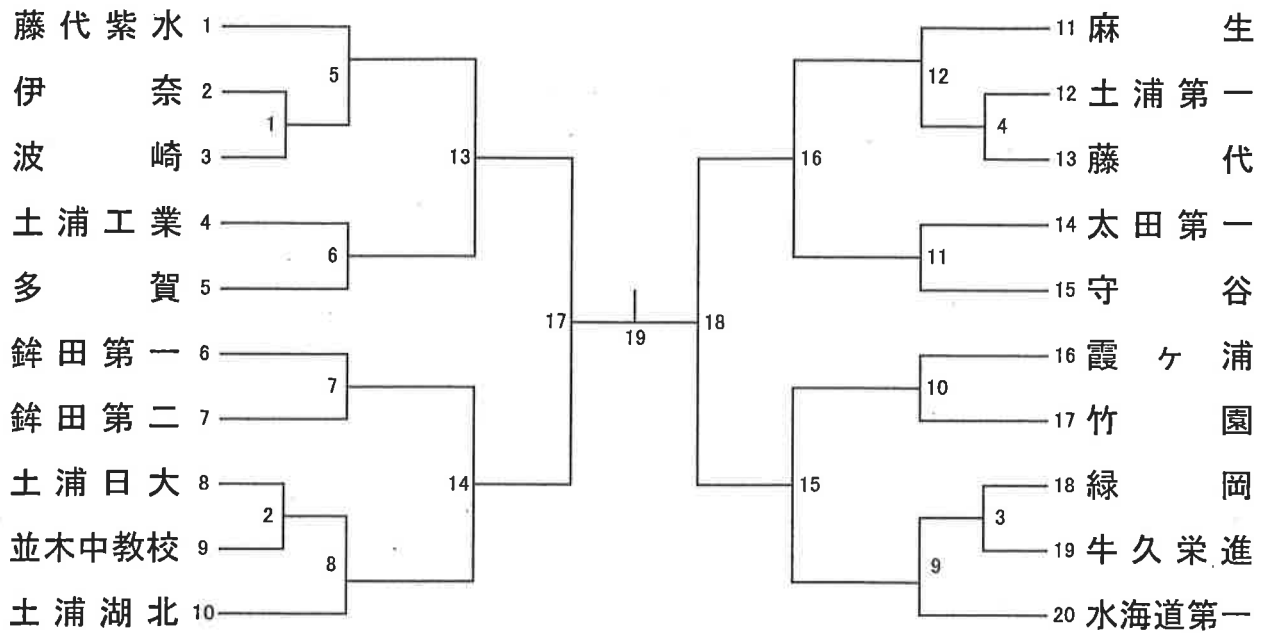 藤代紫水 1
伊奈 2
波崎 3
土浦工業 4
多賀 5
鉾田第一 6
鉾田第二 7
土浦日大 8
並木中教校 9
土浦湖北 10
5
1
13
6
17
7
14
2
8
19
18
12
4
16
11
10
15
3
9
11 麻生
12 土浦第一
13 藤代
14 太田第一
15 守谷
16 霞ヶ浦
17 竹園
18 緑岡
19 牛久栄進
20 水海道第一